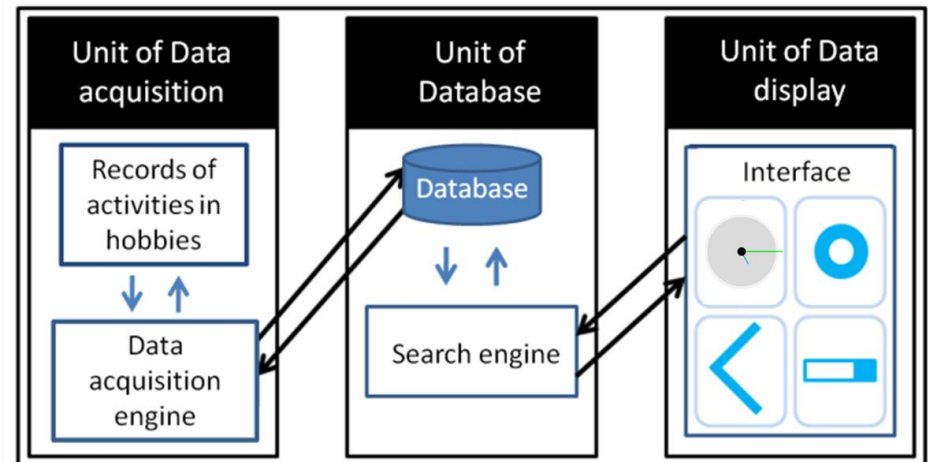 Unit of Data
acquisition
Records of
activities in
hobbies
Data
acquisition
engine
Unit of
Database
Database
Search engine
Unit of Data
display
Interface